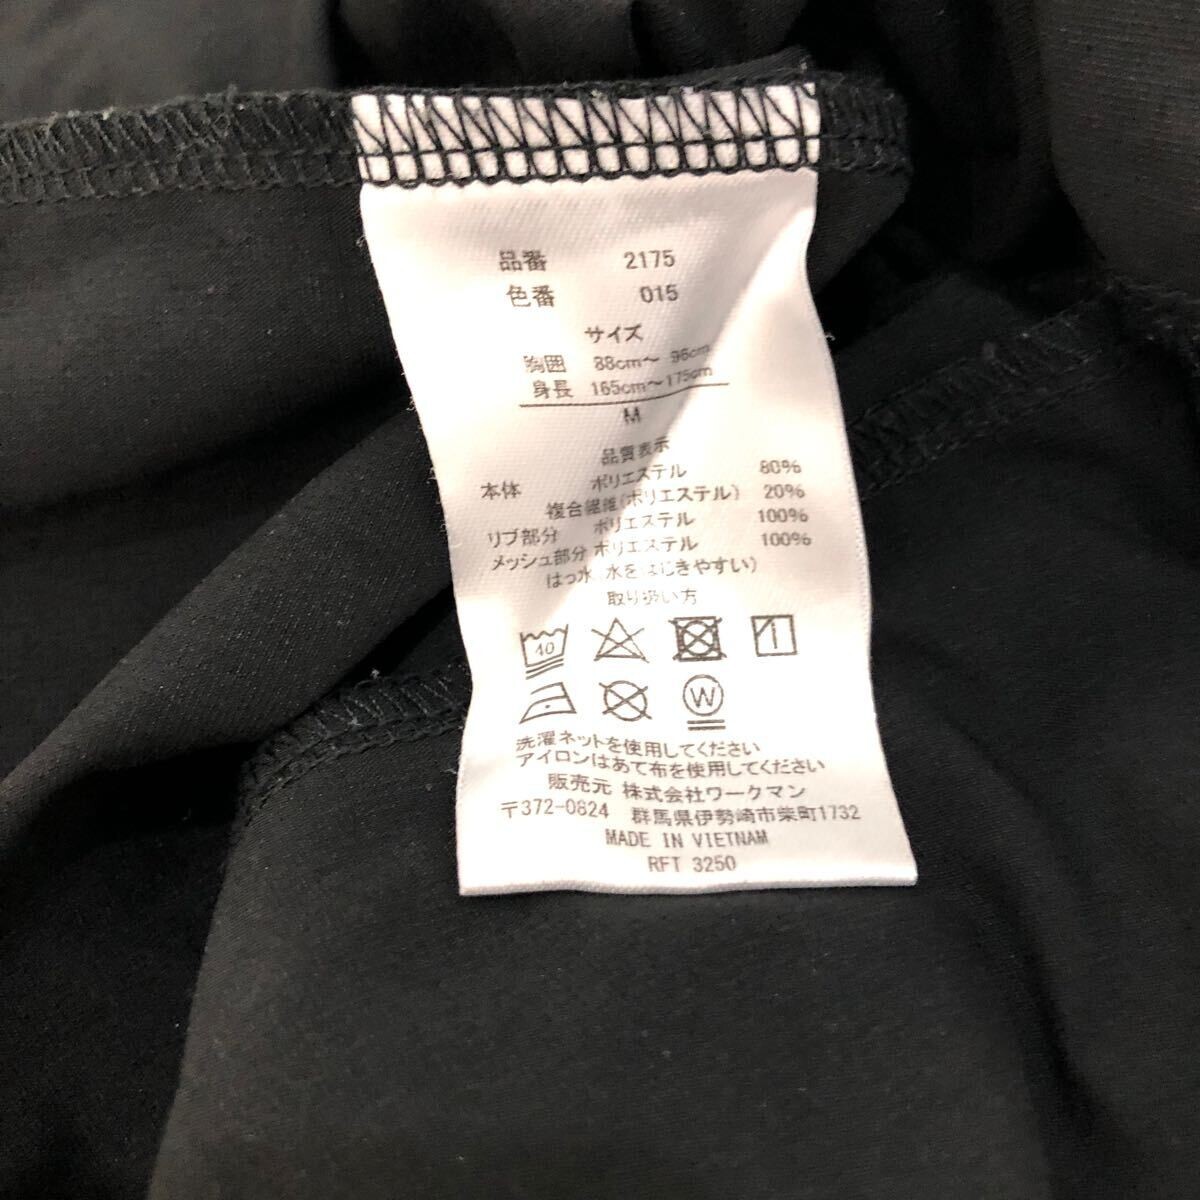 品番 2175
色番 015
サイズ
胸囲 88cm～ 96cm
身長 165cm～175cm
M
品質表示
本体 ポリエステル 80%
複合繊維(ポリエステル) 20%
リブ部分 ポリエステル 100%
メッシュ部分 ポリエステル 100%
はっ水(水をはじきやすい)
取り扱い方
40
W
洗濯ネットを使用してください
アイロンはあて布を使用してください
販売元 株式会社ワークマン
〒372-0824 群馬県伊勢崎市柴町1732
MADE IN VIETNAM
RFT 3250